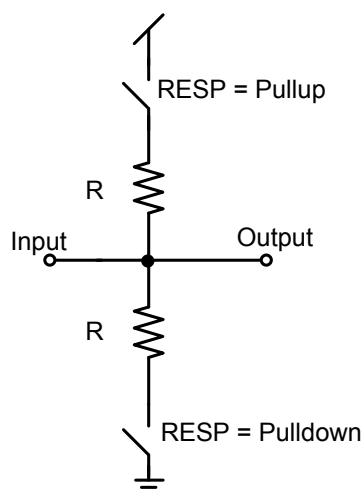 RESP = Pullup
R
Input
Output
R
RESP = Pulldown